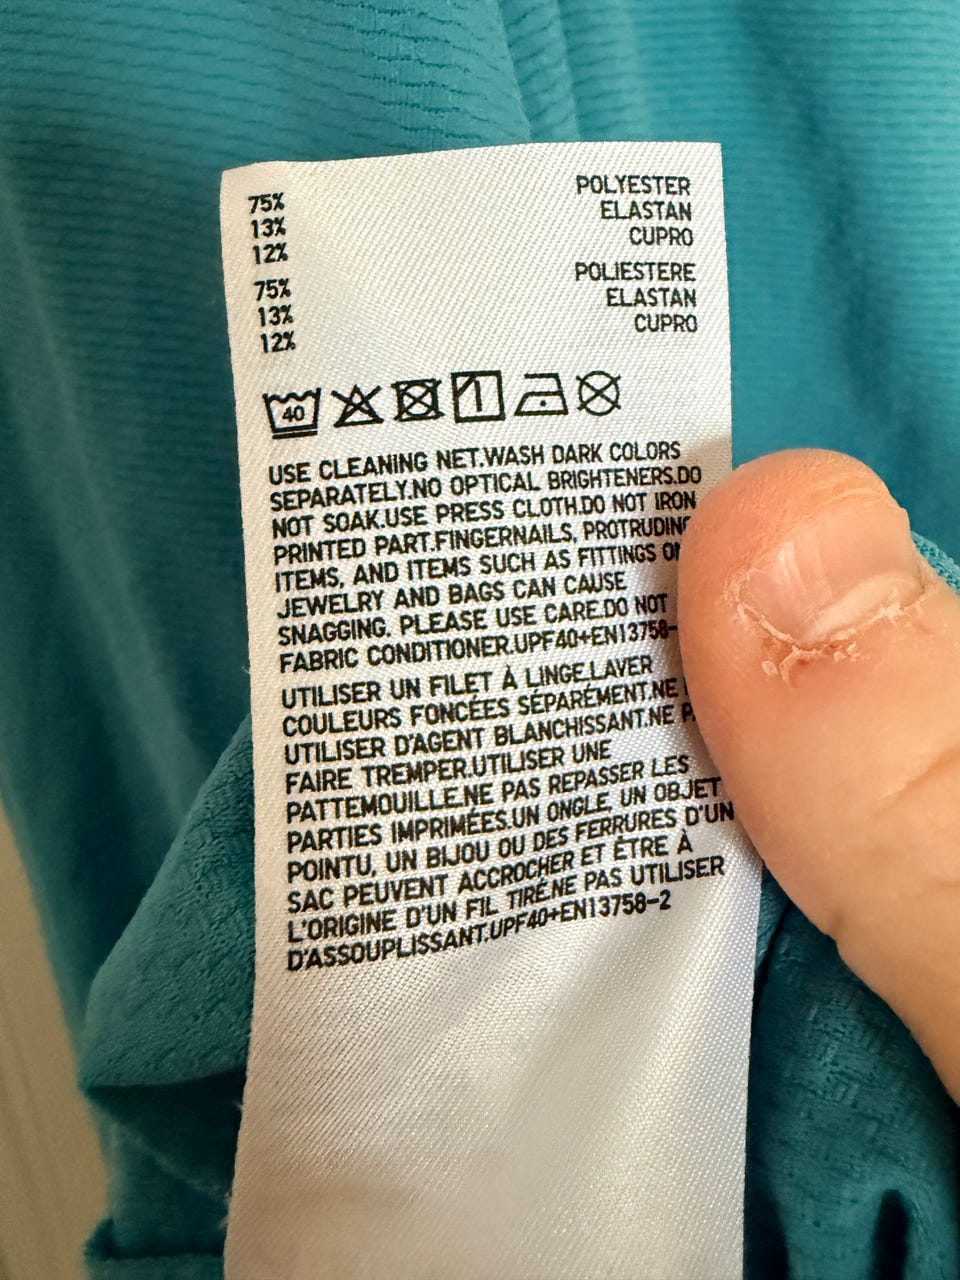 75% POLYESTER
13% ELASTAN
12% CUPRO
75% POLIESTERE
13% ELASTAN
12% CUPRO
40
USE CLEANING NET.WASH DARK COLORS
SEPARATELY.NO OPTICAL BRIGHTENERS.DO
NOT SOAK.USE PRESS CLOTH.DO NOT IRON
PRINTED PART.FINGERNAILS, PROTRUDING
ITEMS, AND ITEMS SUCH AS FITTINGS
JEWELRY AND BAGS CAN CAUSE
SNAGGING. PLEASE USE CARE.DO NOT
FABRIC CONDITIONER.UPF40+EN13758-
UTILISER UN FILET À LINGE.LAVER
COULEURS FONCÉES SÉPARÉMENT.NE
UTILISER D'AGENT BLANCHISSANT.NE
FAIRE TREMPER.UTILISER UNE
PATTEMOUILLE.NE PAS REPASSER LES
PARTIES IMPRIMÉES.UN ONGLE, UN OBJET
POINTU, UN BIJOU OU DES FERRURES D'UN
SAC PEUVENT ACCROCHER ET ÊTRE À
L'ORIGINE D'UN FIL TIRÉ.NE PAS UTILISER
D'ASSOUPLISSANT.UPF40+EN13758-2